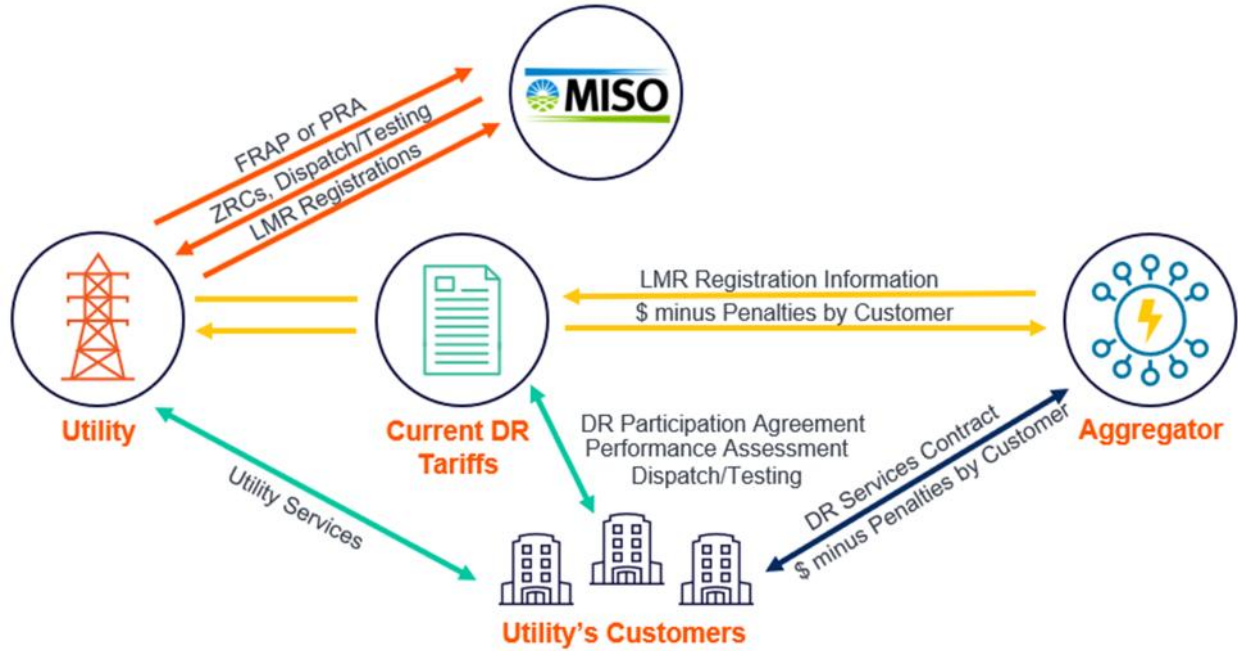 MISO
FRAP or PRA
ZRCs, Dispatch/Testing
LMR Registrations
LMR Registration Information
$ minus Penalties by Customer
Utility
Current DR
Tariffs
Aggregator
DR Participation Agreement
Performance Assessment
Dispatch/Testing
Utility Services
DR Services Contract
$ minus Penalties by Customer
Utility's Customers